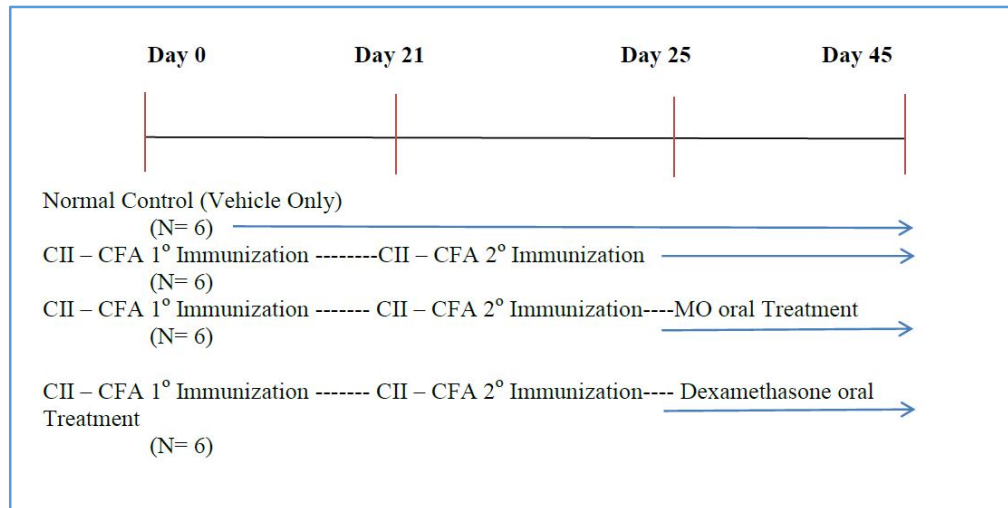 Day 0 Day 21 Day 25 Day 45
Normal Control (Vehicle Only)
(N= 6)
CII – CFA 1° Immunization --------CII – CFA 2° Immunization
(N= 6)
CII – CFA 1° Immunization ------- CII – CFA 2° Immunization----MO oral Treatment
(N= 6)
CII – CFA 1° Immunization ------- CII – CFA 2° Immunization---- Dexamethasone oral
Treatment
(N= 6)